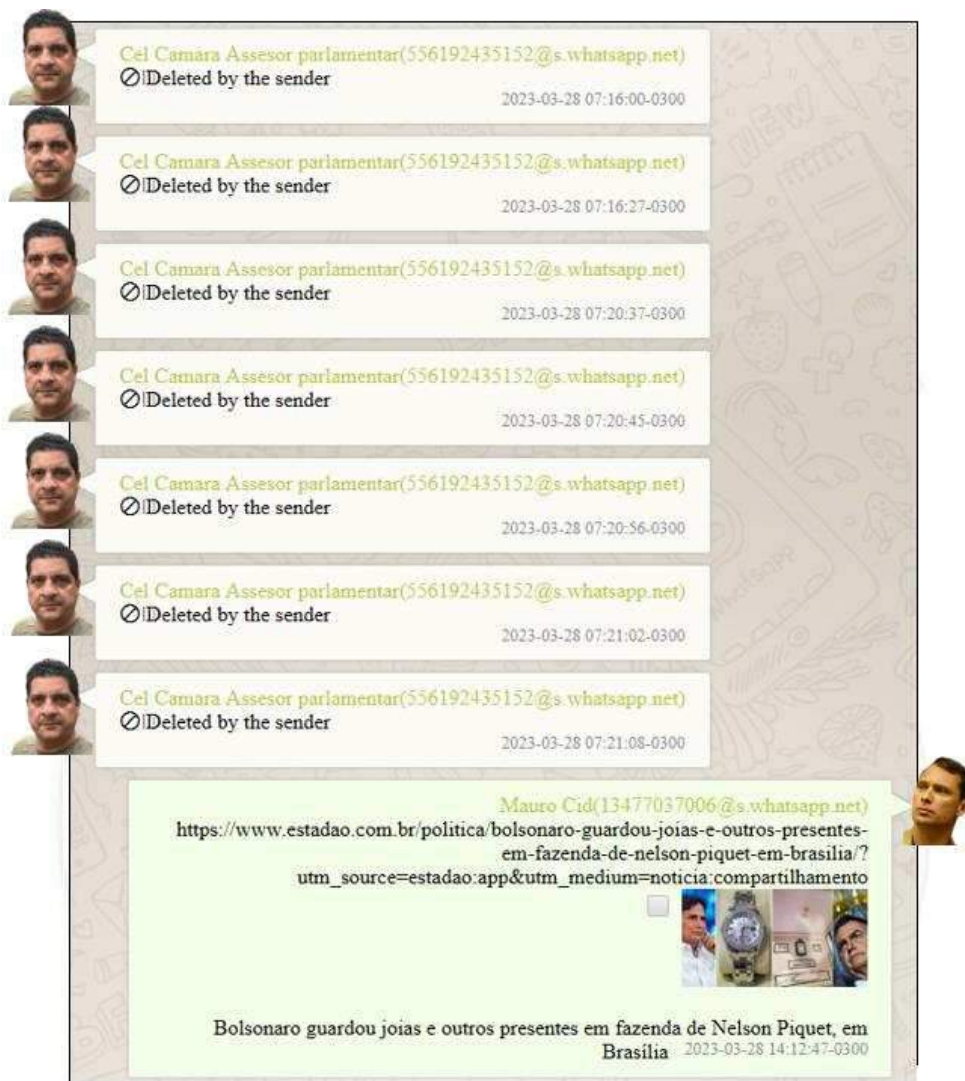 Cel Camara Assesor parlamentar(556192435152@s.whatsapp.net)
Deleted by the sender
2023-03-28 07:16:00-0300
Cel Camara Assesor parlamentar(556192435152@s.whatsapp.net)
Deleted by the sender
2023-03-28 07:16:27-0300
Cel Camara Assesor parlamentar(556192435152@s.whatsapp.net)
Deleted by the sender
2023-03-28 07:20:37-0300
Cel Camara Assesor parlamentar(556192435152@s.whatsapp.net)
Deleted by the sender
2023-03-28 07:20:45-0300
Cel Camara Assesor parlamentar(556192435152@s.whatsapp.net)
Deleted by the sender
2023-03-28 07:20:56-0300
Cel Camara Assesor parlamentar(556192435152@s.whatsapp.net)
Deleted by the sender
2023-03-28 07:21:02-0300
Cel Camara Assesor parlamentar(556192435152@s.whatsapp.net)
Deleted by the sender
2023-03-28 07:21:08-0300
Mauro Cid(13477037006@s.whatsapp.net)
https://www.estadao.com.br/politica/bolsonaro-guardou-joias-e-outros-presentes-
em-fazenda-de-nelson-piquet-em-brasilia/?
utm_source=estadao:app&utm_medium=noticia:compartilhamento
Bolsonaro guardou joias e outros presentes em fazenda de Nelson Piquet, em
Brasília 2023-03-28 14:12:47-0300